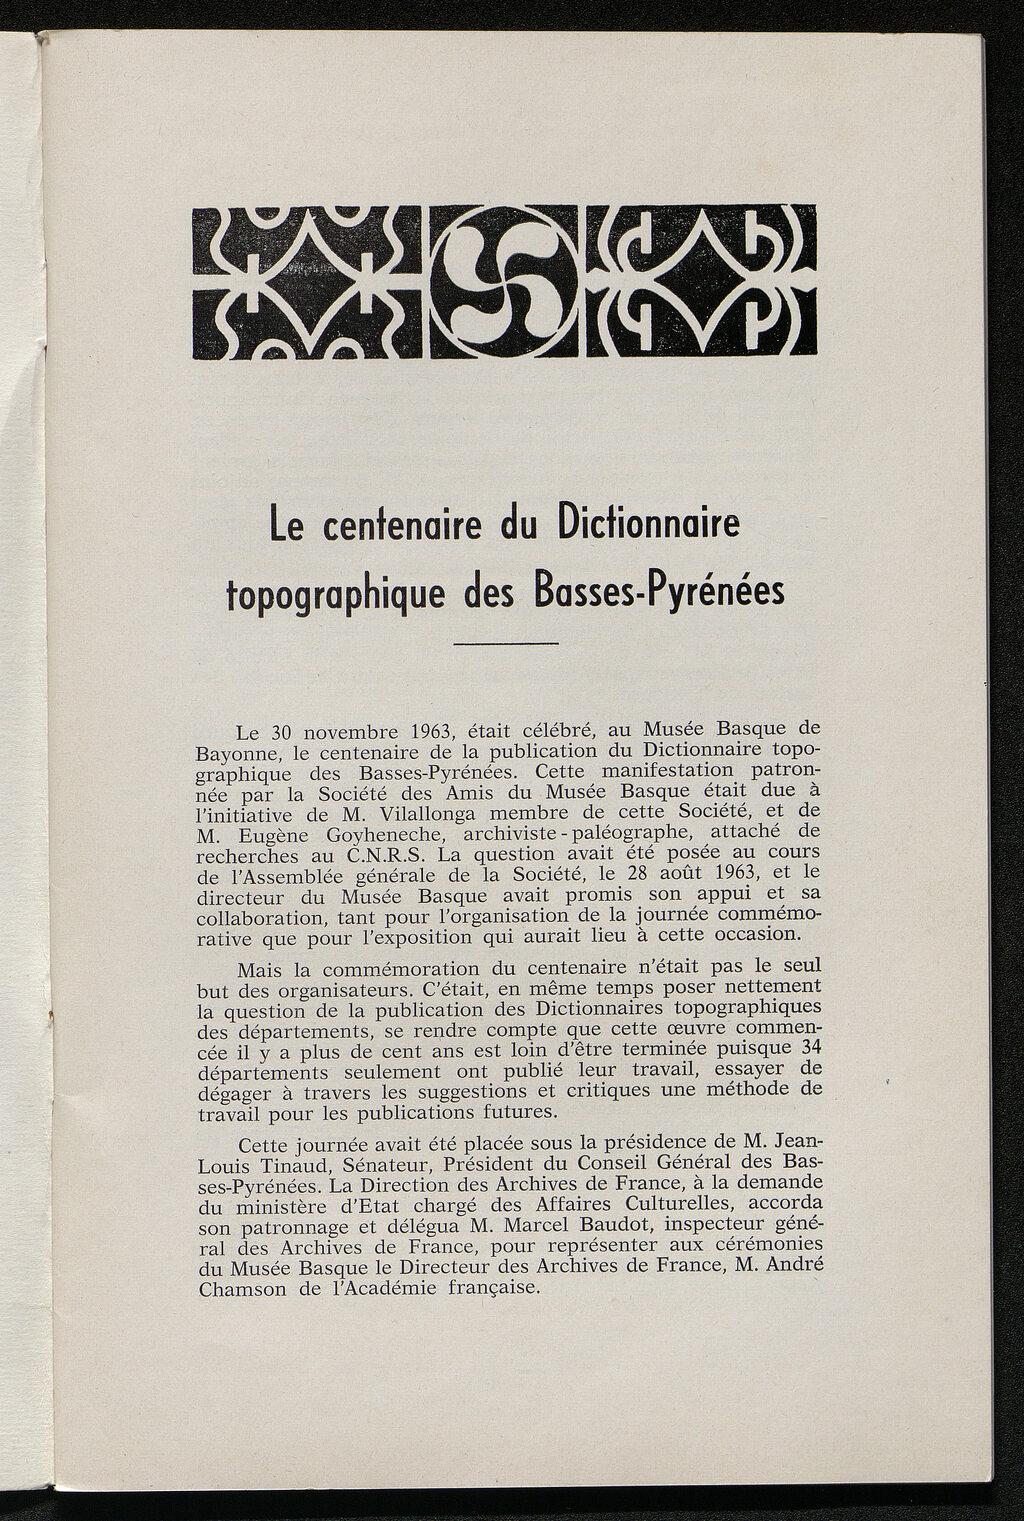 Le centenaire du Dictionnaire
topographique des Basses-Pyrénées
Le 30 novembre 1963, était célébré, au Musée Basque de
Bayonne, le centenaire de la publication du Dictionnaire topo-
graphique des Basses-Pyrénées. Cette manifestation patron-
née par la Société des Amis du Musée Basque était due à
l'initiative de M. Vilallonga membre de cette Société, et de
M. Eugène Goyheneche, archiviste-paléographe, attaché de
recherches au C.N.R.S. La question avait été posée au cours
de l'Assemblée générale de la Société, le 28 août 1963, et le
directeur du Musée Basque avait promis son appui et sa
collaboration, tant pour l'organisation de la journée commémo-
rative que pour l'exposition qui aurait lieu à cette occasion.
Mais la commémoration du centenaire n'était pas le seul
but des organisateurs. C'était, en même temps poser nettement
la question de la publication des Dictionnaires topographiques
des départements, se rendre compte que cette œuvre commen-
cée il y a plus de cent ans est loin d'être terminée puisque 34
départements seulement ont publié leur travail, essayer de
dégager à travers les suggestions et critiques une méthode de
travail pour les publications futures.
Cette journée avait été placée sous la présidence de M. Jean-
Louis Tinaud, Sénateur, Président du Conseil Général des Bas-
ses-Pyrénées. La Direction des Archives de France, à la demande
du ministère d'Etat chargé des Affaires Culturelles, accorda
son patronnage et délégua M. Marcel Baudot, inspecteur géné-
ral des Archives de France, pour représenter aux cérémonies
du Musée Basque le Directeur des Archives de France, M. André
Chamson de l'Académie française.